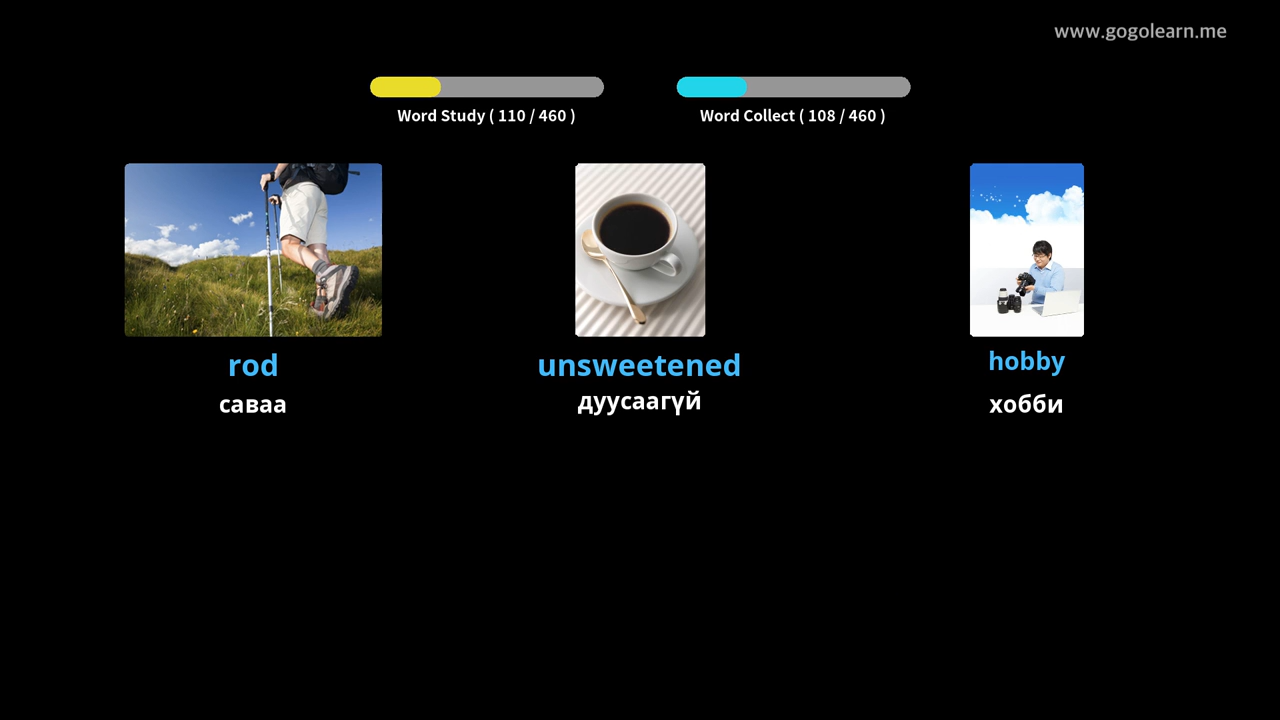 www.gogolearn.me
Word Study ( 110 / 460 )
Word Collect ( 108 / 460 )
rod
unsweetened
hobby
саваа
дуусаагүй
хобби